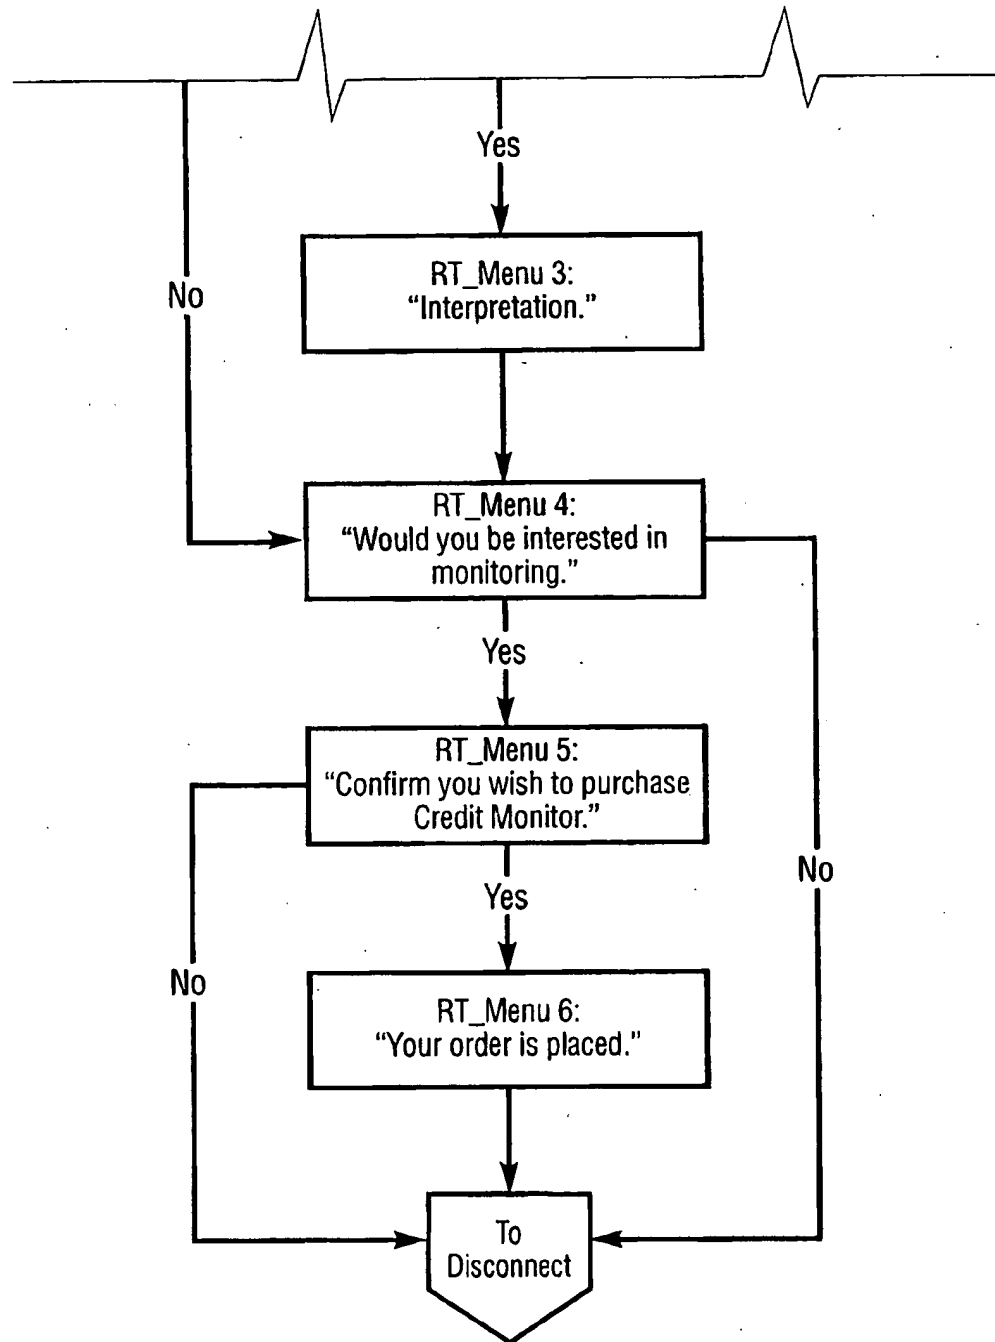 Yes
No
RT_Menu 3:
“Interpretation.”
RT_Menu 4:
“Would you be interested in
monitoring.”
Yes
RT_Menu 5:
“Confirm you wish to purchase
Credit Monitor.”
No
Yes
No
RT_Menu 6:
“Your order is placed.”
To
Disconnect